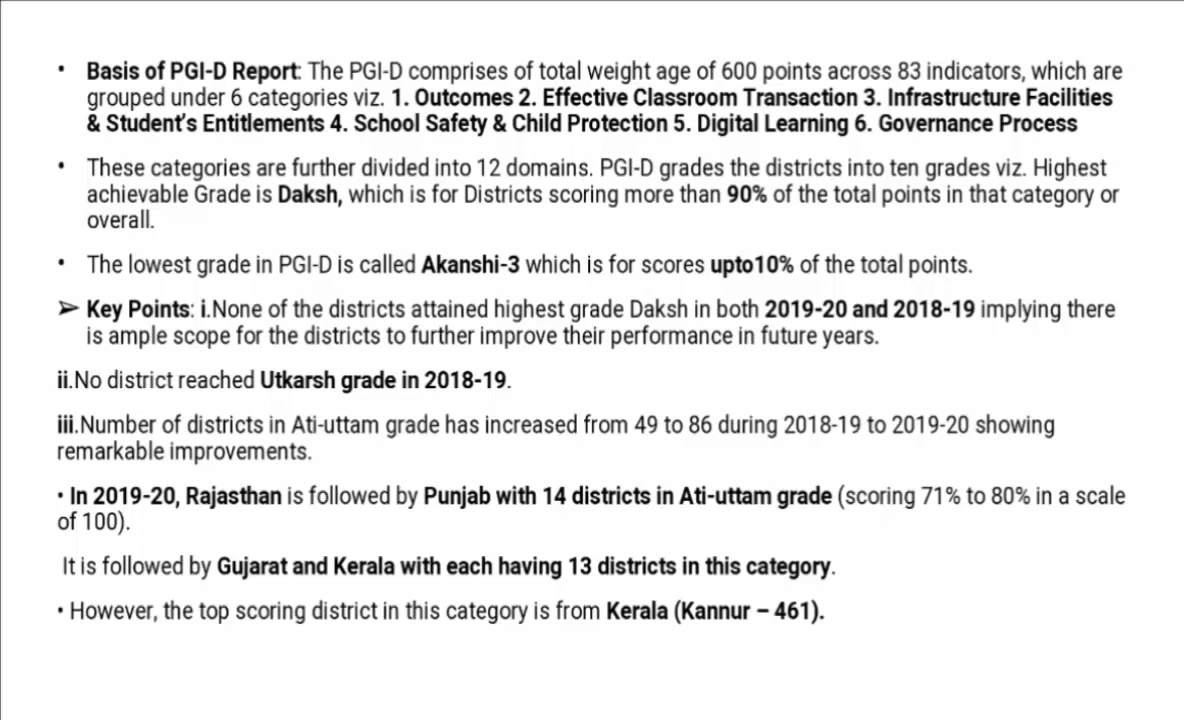 • Basis of PGI-D Report: The PGI-D comprises of total weight age of 600 points across 83 indicators, which are
grouped under 6 categories viz. 1. Outcomes 2. Effective Classroom Transaction 3. Infrastructure Facilities
& Student's Entitlements 4. School Safety & Child Protection 5. Digital Learning 6. Governance Process
• These categories are further divided into 12 domains. PGI-D grades the districts into ten grades viz. Highest
achievable Grade is Daksh, which is for Districts scoring more than 90% of the total points in that category or
overall.
• The lowest grade in PGI-D is called Akanshi-3 which is for scores upto10% of the total points.
➢ Key Points: i.None of the districts attained highest grade Daksh in both 2019-20 and 2018-19 implying there
is ample scope for the districts to further improve their performance in future years.
ii.No district reached Utkarsh grade in 2018-19.
iii.Number of districts in Ati-uttam grade has increased from 49 to 86 during 2018-19 to 2019-20 showing
remarkable improvements.
• In 2019-20, Rajasthan is followed by Punjab with 14 districts in Ati-uttam grade (scoring 71% to 80% in a scale
of 100).
It is followed by Gujarat and Kerala with each having 13 districts in this category.
• However, the top scoring district in this category is from Kerala (Kannur – 461).